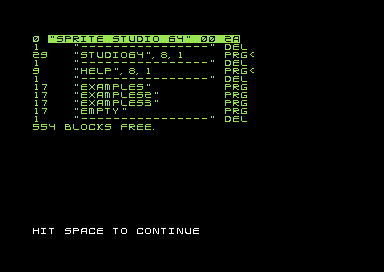 0 "SPRITE STUDIO 64" 00 2A
1 "----------------" DEL
29 "STUDIO64",8,1 PRG<
1 "----------------" DEL
9 "HELP",8,1 PRG<
1 "----------------" DEL
17 "EXAMPLES" PRG
17 "EXAMPLES2" PRG
17 "EXAMPLES3" PRG
17 "EMPTY" PRG
1 "----------------" DEL
554 BLOCKS FREE.
HIT SPACE TO CONTINUE